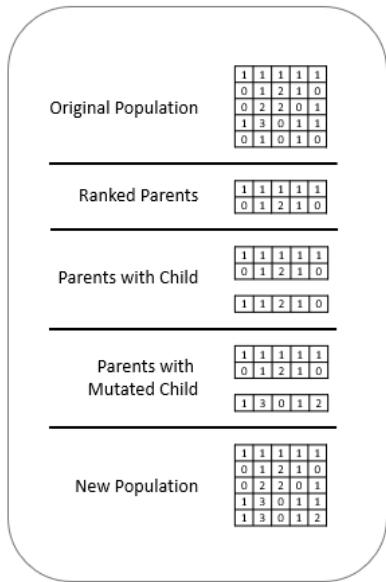 1 1 1 1 1
0 1 2 1 0
Original Population 0 2 2 0 1
1 3 0 1 1
0 1 0 1 0
Ranked Parents
1 1 1 1 1
0 1 2 1 0
Parents with Child
1 1 1 1 1
0 1 2 1 0
1 1 2 1 0
Parents with
Mutated Child
1 1 1 1 1
0 1 2 1 0
1 3 0 1 2
New Population
1 1 1 1 1
0 1 2 1 0
0 2 2 0 1
1 3 0 1 1
1 3 0 1 2